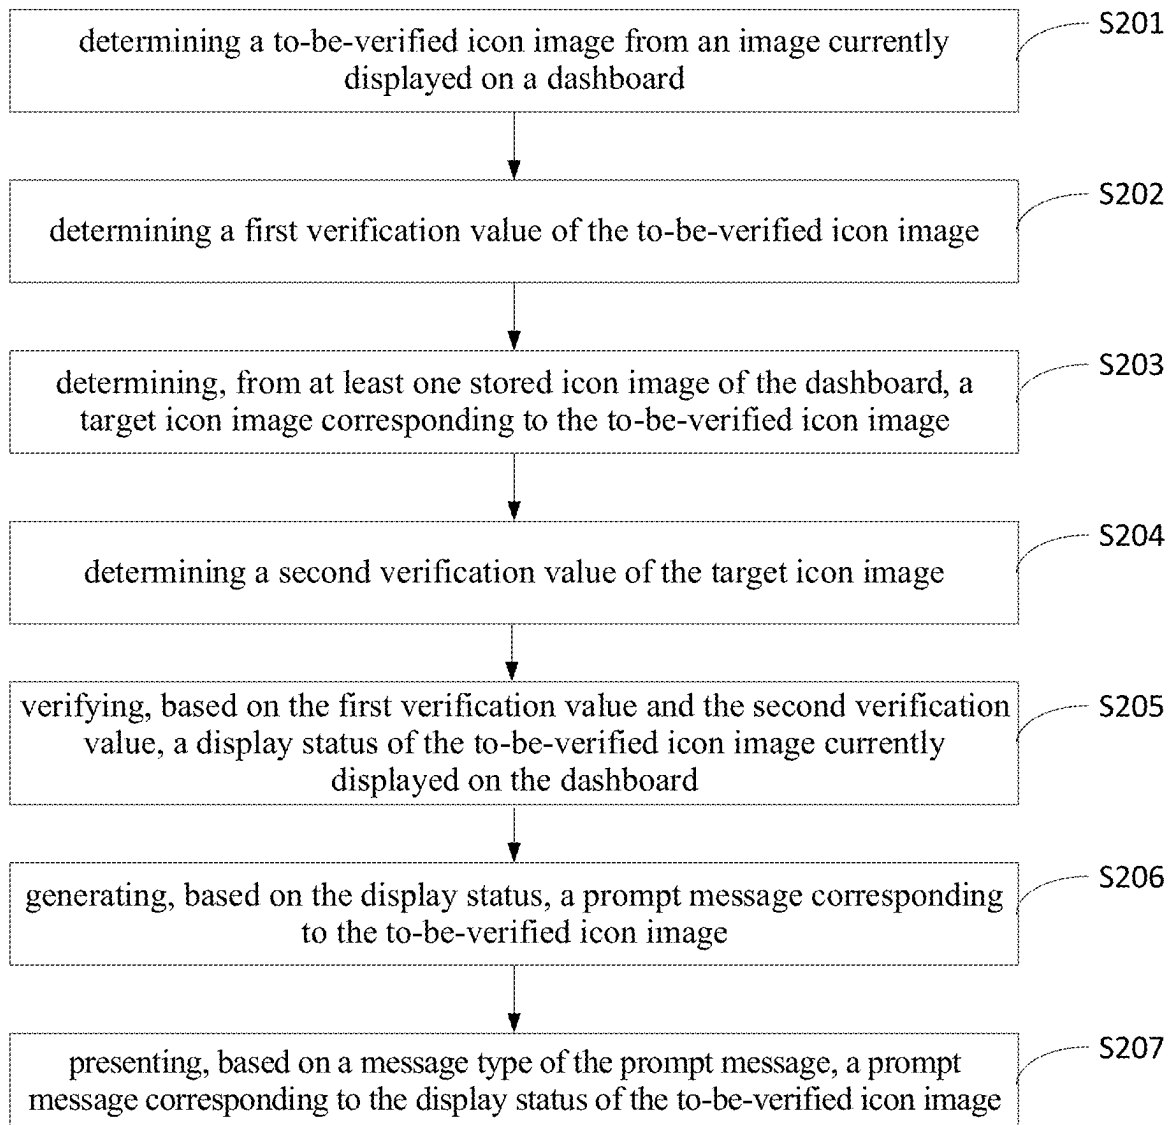 determining a to-be-verified icon image from an image currently
displayed on a dashboard
S201
determining a first verification value of the to-be-verified icon image
S202
determining, from at least one stored icon image of the dashboard, a
target icon image corresponding to the to-be-verified icon image
S203
determining a second verification value of the target icon image
S204
verifying, based on the first verification value and the second verification
value, a display status of the to-be-verified icon image currently
displayed on the dashboard
S205
generating, based on the display status, a prompt message corresponding
to the to-be-verified icon image
S206
presenting, based on a message type of the prompt message, a prompt
message corresponding to the display status of the to-be-verified icon image
S207